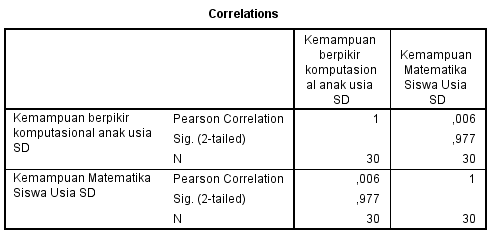 Correlations
Kemampuan
berpikir
komputasion
al anak usia
SD
Kemampuan
Matematika
Siswa Usia
SD
Kemampuan berpikir
komputasional anak usia
SD
Pearson Correlation 1 ,006
Sig. (2-tailed) ,977
N 30 30
Kemampuan Matematika
Siswa Usia SD
Pearson Correlation ,006 1
Sig. (2-tailed) ,977
N 30 30